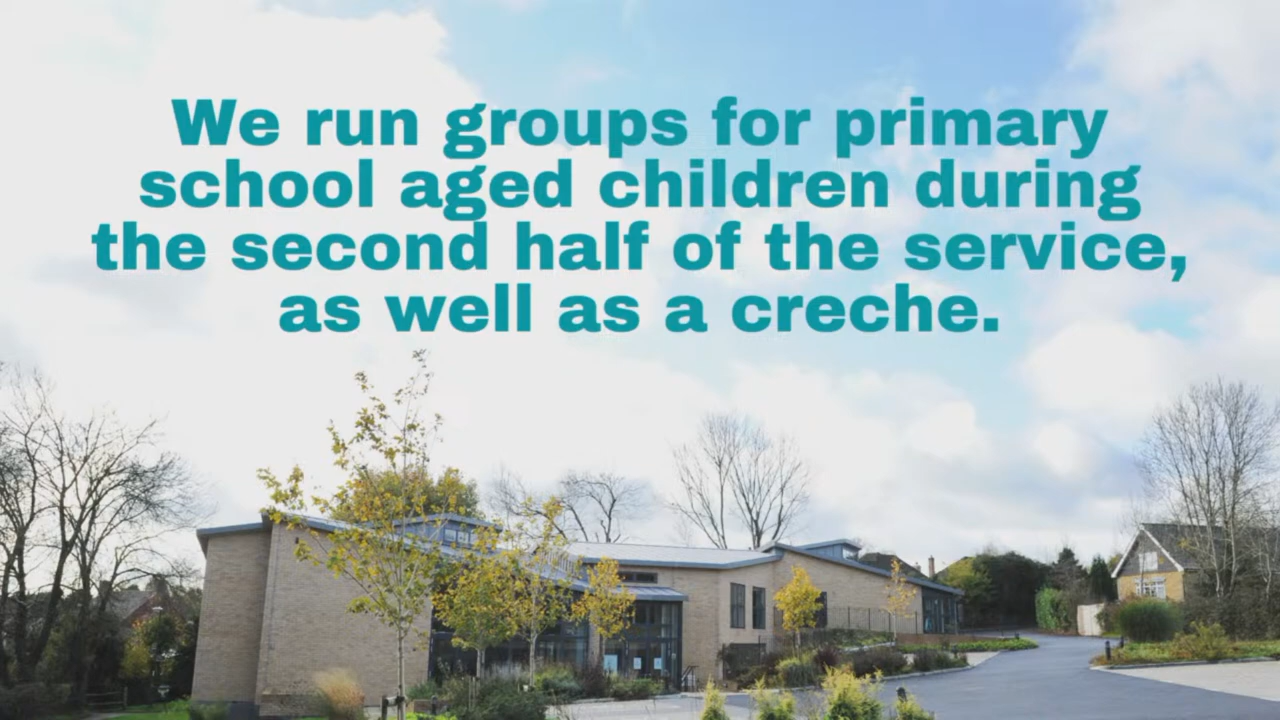 We run groups for primary
school aged children during
the second half of the service,
as well as a creche.